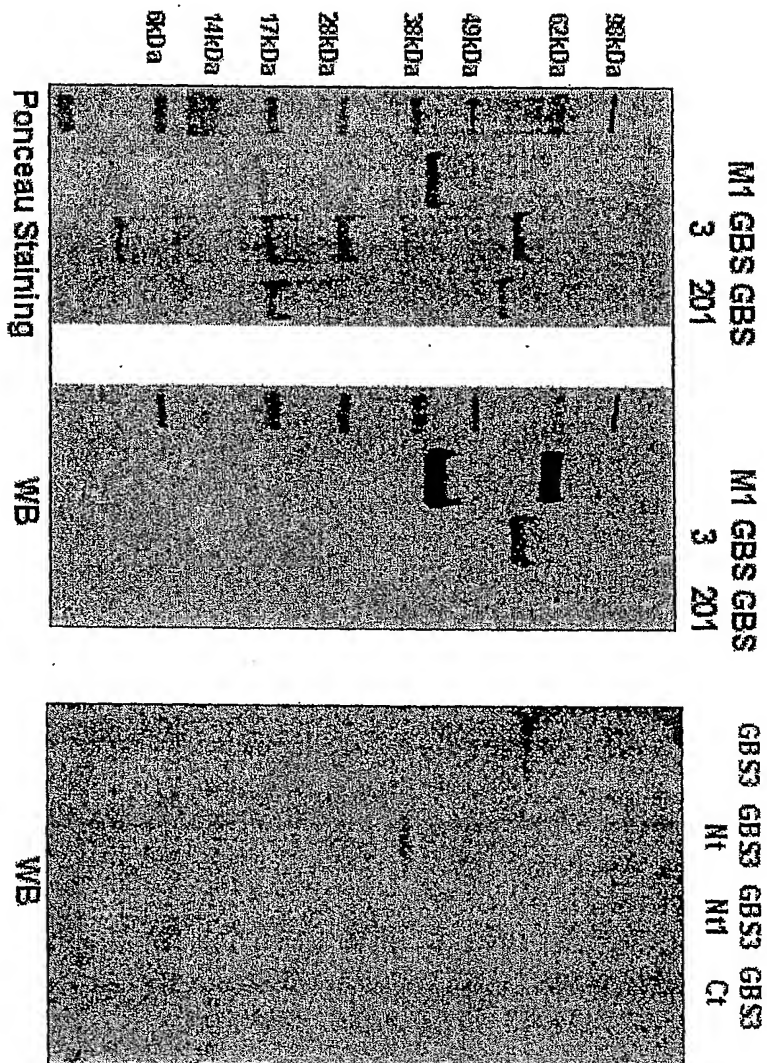 M1 GBS GBS
3 201
M1 GBS GBS
3 201
GBS3 GBS3 GBS3 GBS3
Nt Nt1 Ct
98kDa
62kDa
49kDa
38kDa
28kDa
17kDa
14kDa
6kDa
Ponceau Staining
WB
WB